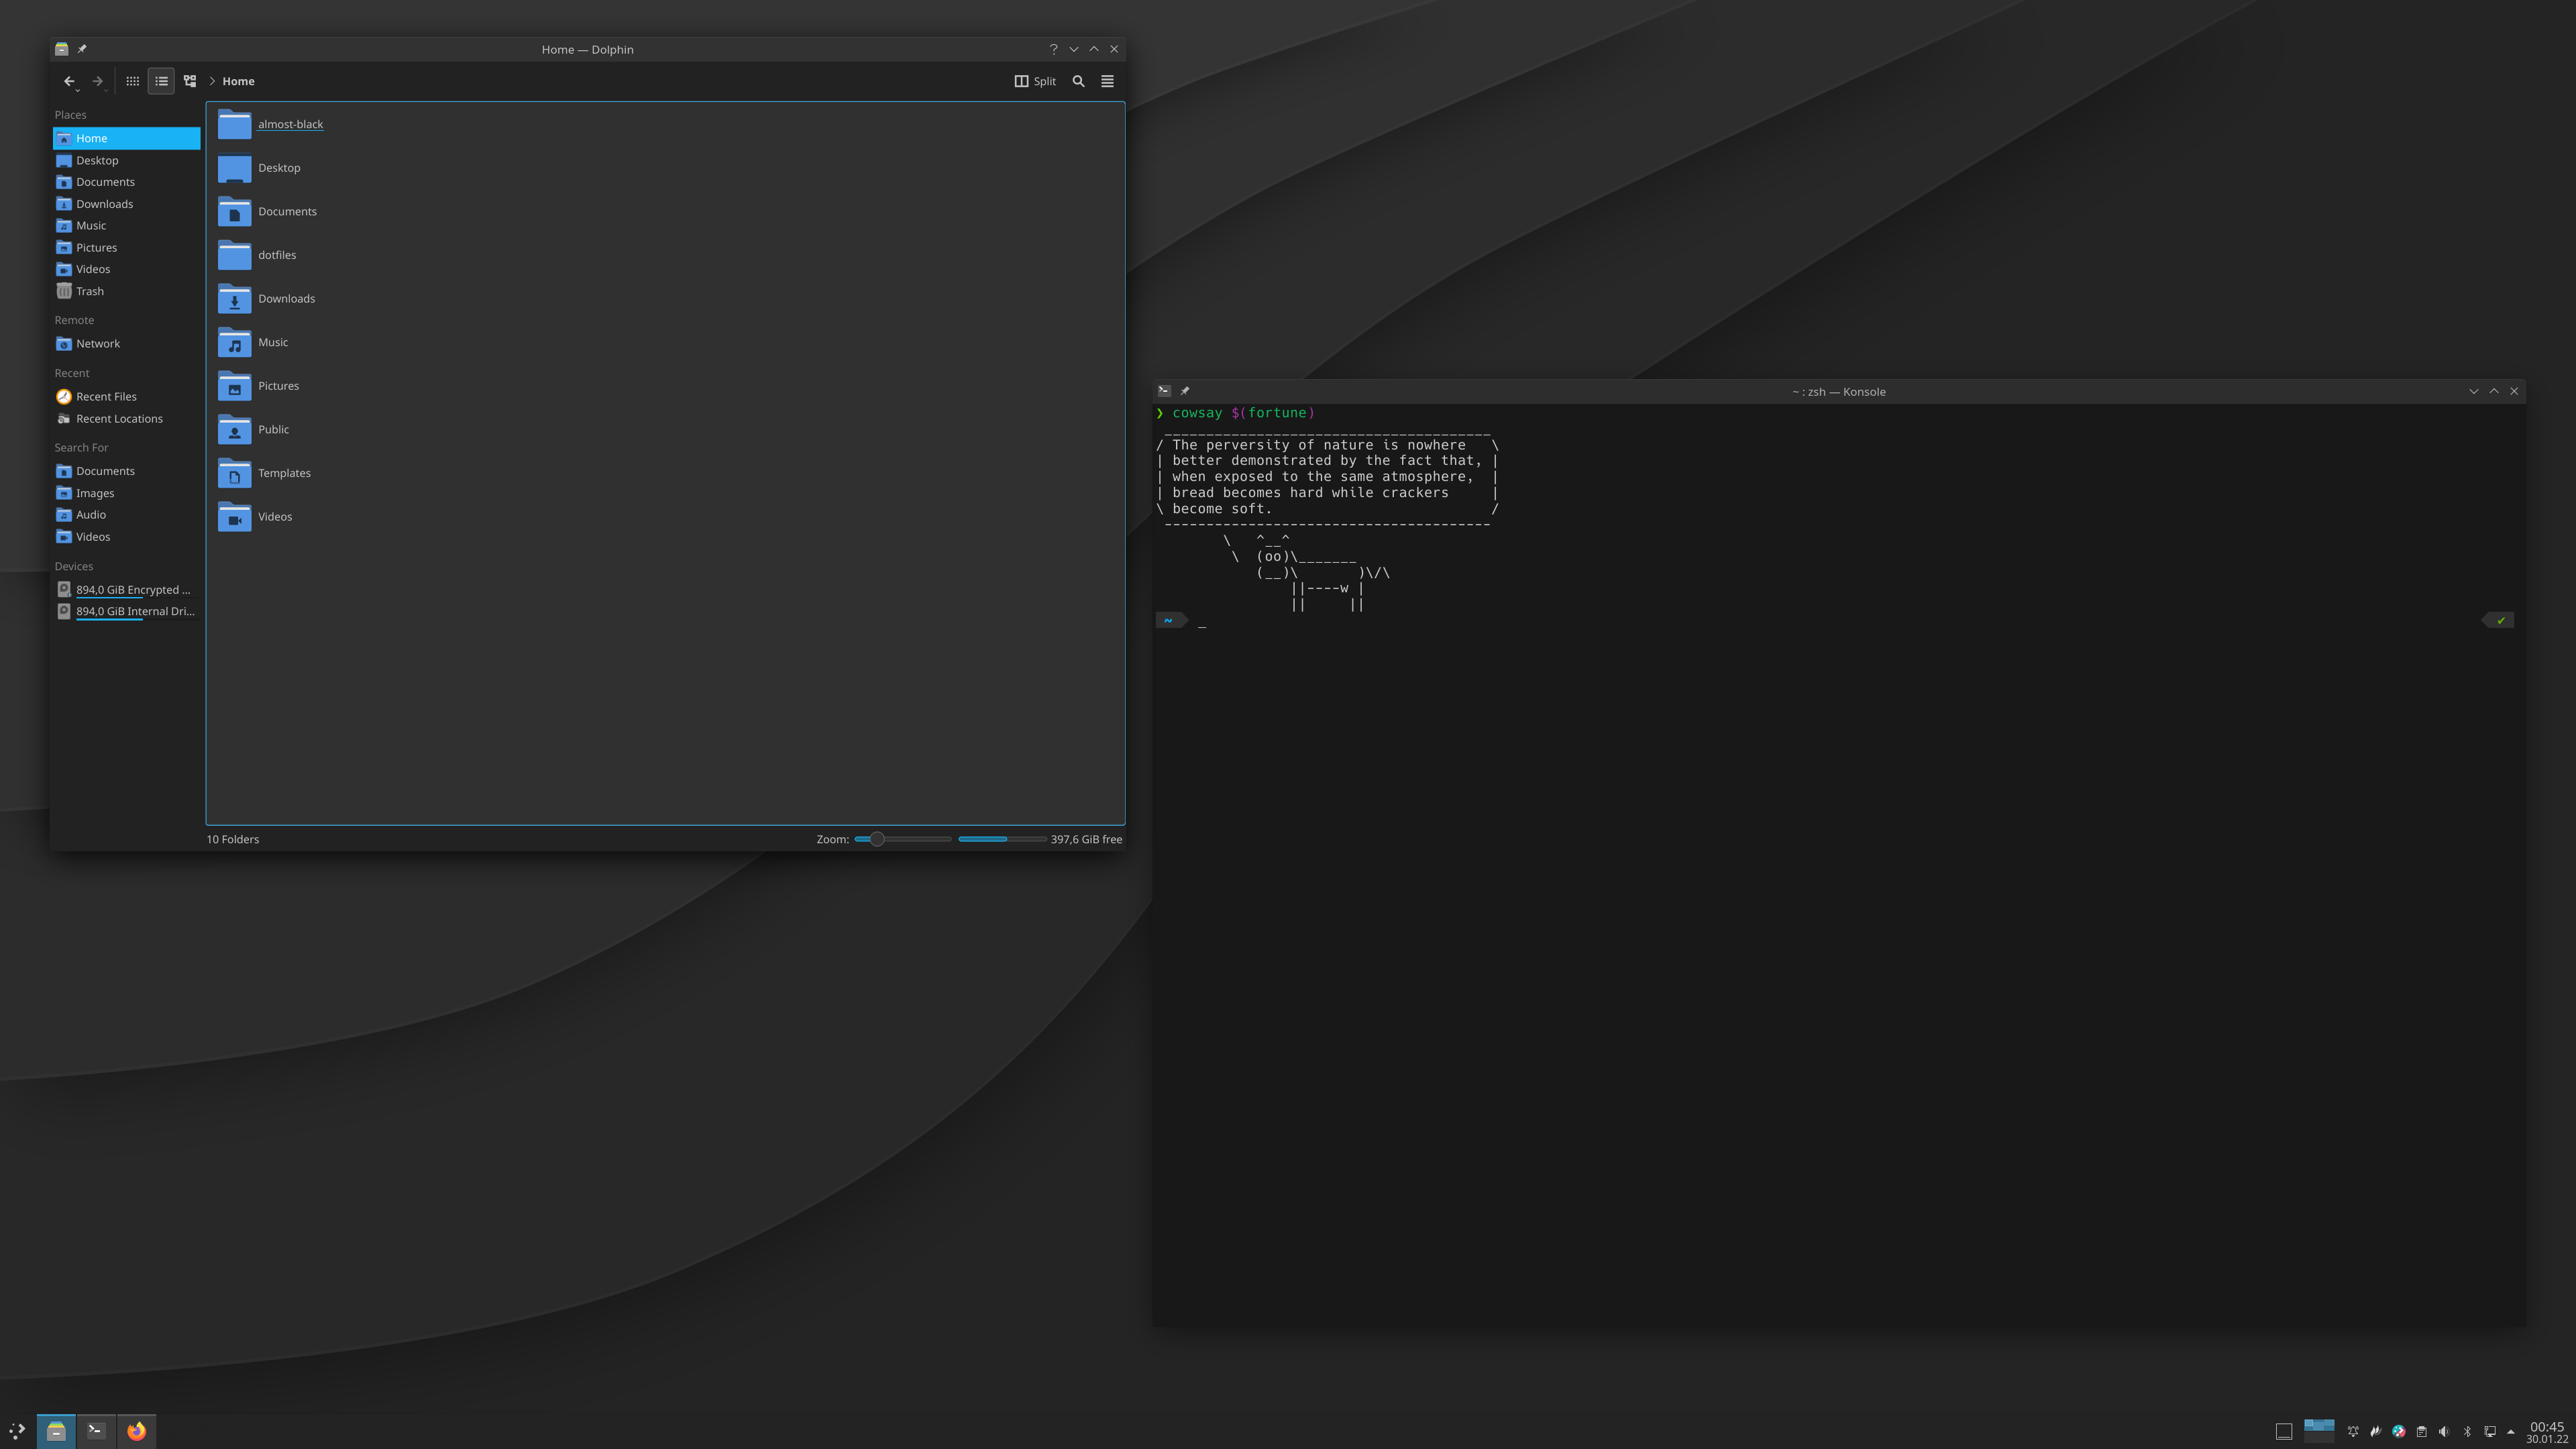 Home — Dolphin
Home
Split
Places
Home
Desktop
Documents
Downloads
Music
Pictures
Videos
Trash
Remote
Network
Recent
Recent Files
Recent Locations
Search For
Documents
Images
Audio
Videos
Devices
894,0 GiB Encrypted ...
894,0 GiB Internal Dri...
almost-black
Desktop
Documents
dotfiles
Downloads
Music
Pictures
Public
Templates
Videos
10 Folders
Zoom:
397,6 GiB free
~ : zsh — Konsole
❯ cowsay $(fortune)
 _______________________________________
/ The perversity of nature is nowhere   \
| better demonstrated by the fact that, |
| when exposed to the same atmosphere,  |
| bread becomes hard while crackers     |
\ become soft.                          /
 ---------------------------------------
        \   ^__^
         \  (oo)\_______
            (__)\       )\/\
                ||----w |
                ||     ||
~ _ ✔
00:45
30.01.22